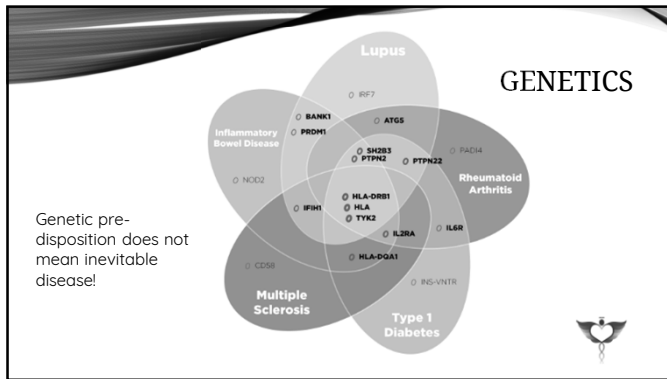 Lupus
GENETICS
IRF7
BANK1
ATG5
PRDM1
Inflammatory
Bowel Disease
SH2B3
PTPN2
PTPN22
PADI4
Rheumatoid
Arthritis
NOD2
HLA-DRB1
HLA
TYK2
IFIH1
IL6R
IL2RA
Genetic pre-
disposition does not
mean inevitable
disease!
HLA-DQA1
CD58
INS-VNTR
Multiple
Sclerosis
Type 1
Diabetes